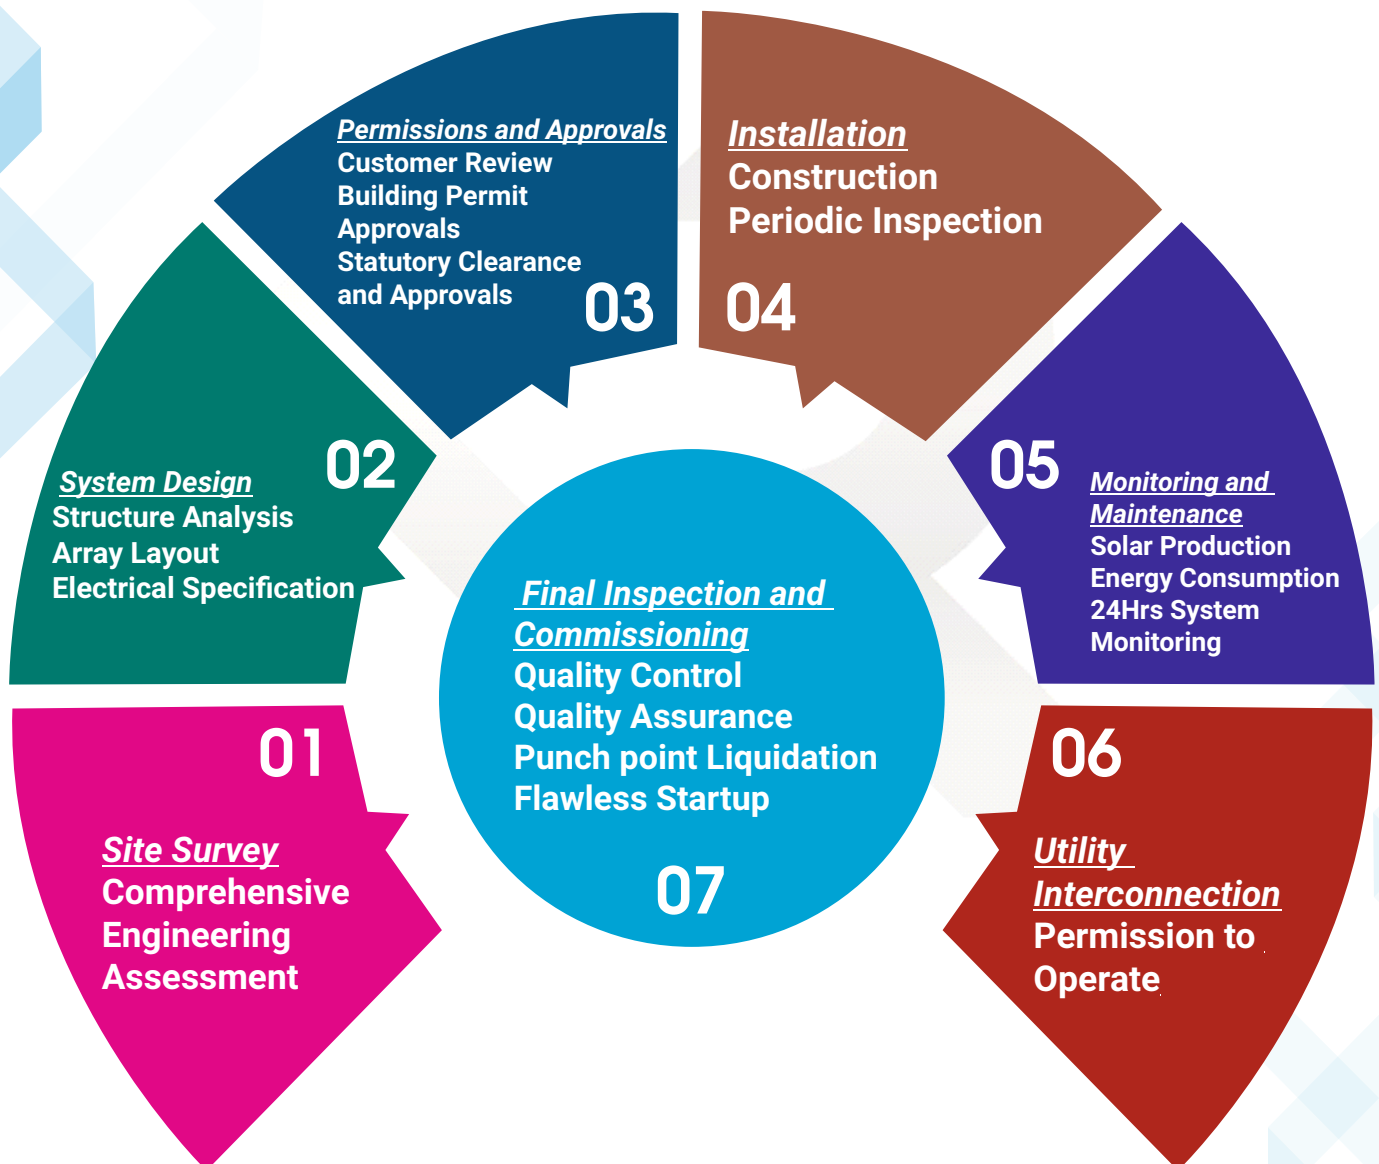 01
Site Survey
Comprehensive
Engineering
Assessment
02
System Design
Structure Analysis
Array Layout
Electrical Specification
Permissions and Approvals
Customer Review
Building Permit
Approvals
Statutory Clearance
and Approvals
03
Installation
Construction
Periodic Inspection
04
05
Monitoring and
Maintenance
Solar Production
Energy Consumption
24Hrs System
Monitoring
06
Utility
Interconnection
Permission to
Operate
Final Inspection and
Commissioning
Quality Control
Quality Assurance
Punch point Liquidation
Flawless Startup
07